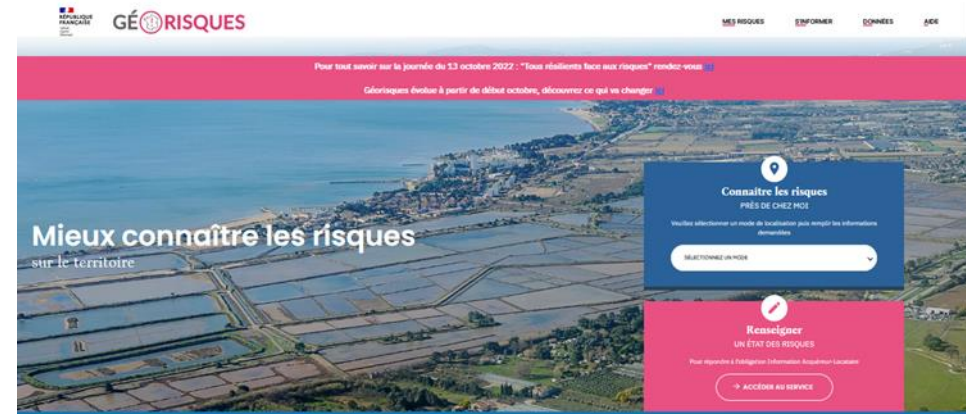 RÉPUBLIQUE
FRANÇAISE
GÉORISQUES
MES RISQUES
S'INFORMER
DONNÉES
AIDE
Pour tout savoir sur la journée du 13 octobre 2022 : "Tous résilients face aux risques" rendez-vous ici
Géorisques évolue à partir de début octobre, découvrez ce qui va changer ici
Mieux connaître les risques
sur le territoire
Connaître les risques
PRÈS DE CHEZ MOI
Veuillez sélectionner un mode de localisation puis remplir les informations
demandées
SÉLECTIONNEZ UN MODE
Renseigner
UN ÉTAT DES RISQUES
Pour répondre à l'obligation Information Acquéreur-Locataire
→ ACCÉDER AU SERVICE